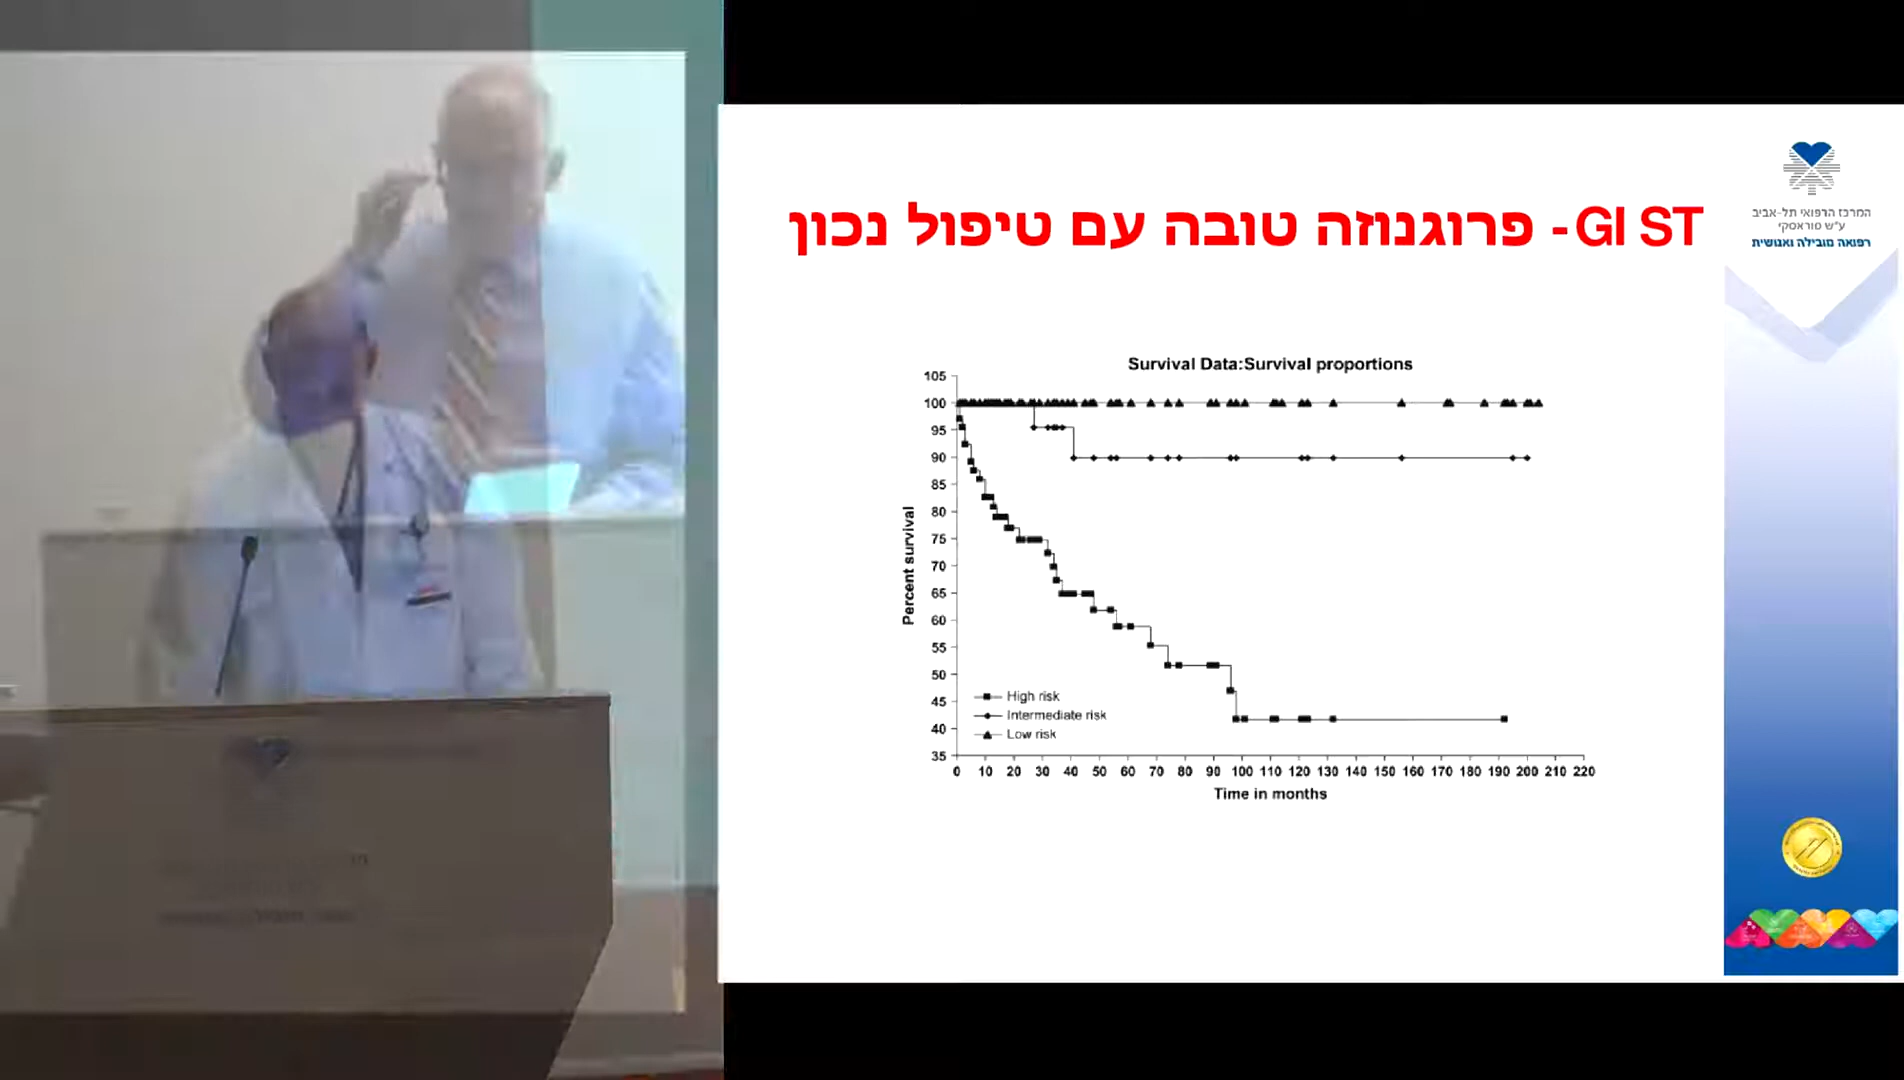 GIST - פרוגנוזה טובה עם טיפול נכון
המרכז הרפואי תל-אביב
ע"ש סוראסקי
רפואה מובילה ואנושית
Survival Data:Survival proportions
Percent survival
105
100
95
90
85
80
75
70
65
60
55
50
45
40
35
High risk
Intermediate risk
Low risk
0 10 20 30 40 50 60 70 80 90 100 110 120 130 140 150 160 170 180 190 200 210 220
Time in months